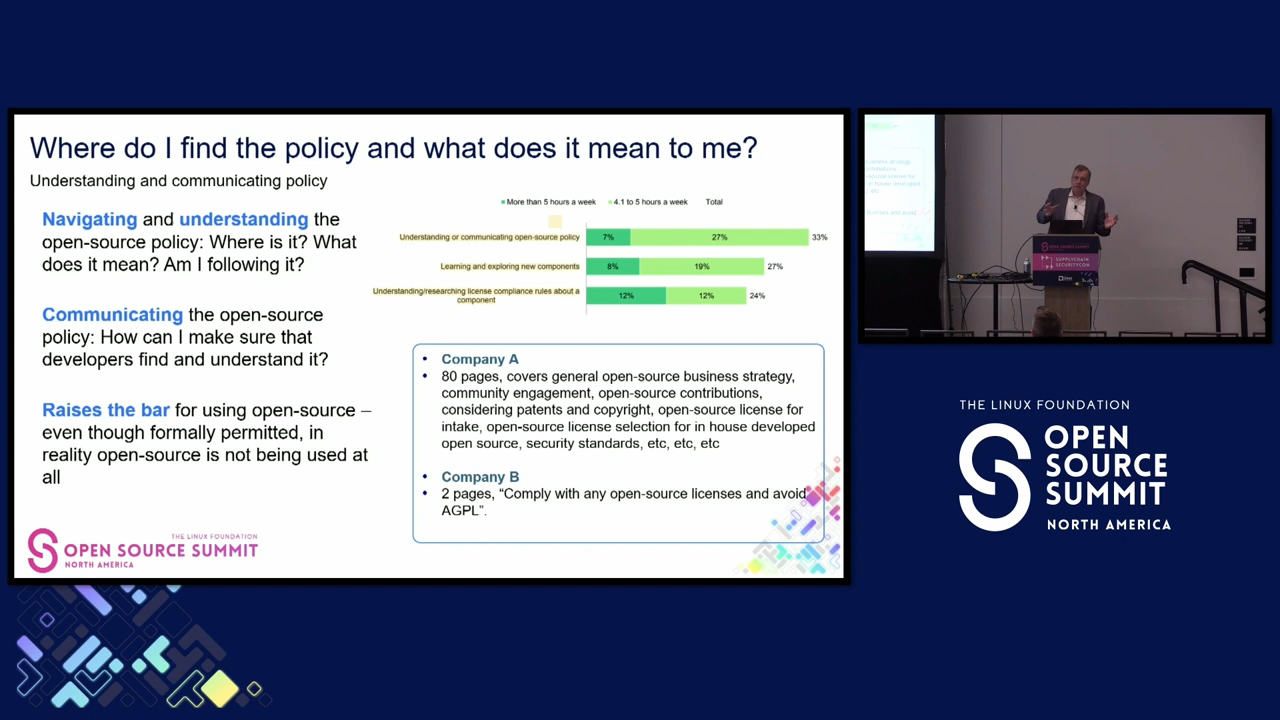 Where do I find the policy and what does it mean to me?
Understanding and communicating policy
Navigating and understanding the
open-source policy: Where is it? What
does it mean? Am I following it?
Communicating the open-source
policy: How can I make sure that
developers find and understand it?
Raises the bar for using open-source –
even though formally permitted, in
reality open-source is not being used at
all
More than 5 hours a week 4.1 to 5 hours a week Total
Understanding or communicating open-source policy 7% 27% 33%
Learning and exploring new components 8% 19% 27%
Understanding/researching license compliance rules about a
component 12% 12% 24%
• Company A
• 80 pages, covers general open-source business strategy,
community engagement, open-source contributions,
considering patents and copyright, open-source license for
intake, open-source license selection for in house developed
open source, security standards, etc, etc, etc
• Company B
• 2 pages, “Comply with any open-source licenses and avoid
AGPL”.
THE LINUX FOUNDATION
OPEN SOURCE SUMMIT
NORTH AMERICA
SUPPLYCHAIN
SECURITYCON
THE LINUX FOUNDATION
OPEN
SOURCE
SUMMIT
NORTH AMERICA